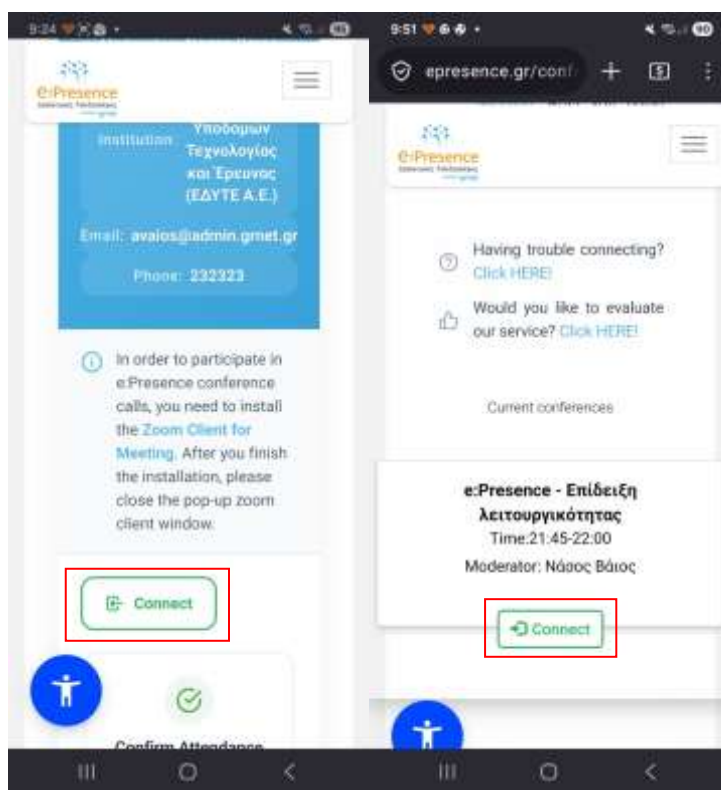 9:24
95
e:Presence
Institution
Υποδομών
Τεχνολογίας
και Έρευνας
(ΕΔΥΤΕ Α.Ε.)
Email: avaios@admin.grnet.gr
Phone: 232323
In order to participate in
e:Presence conference
calls, you need to install
the Zoom Client for
Meeting. After you finish
the installation, please
close the pop-up zoom
client window.
Connect
Confirm Attendance
9:51
90
epresence.gr/conf
e:Presence
Having trouble connecting?
Click HERE!
Would you like to evaluate
our service? Click HERE!
Current conferences
e:Presence - Επίδειξη
λειτουργικότητας
Time:21:45-22:00
Moderator: Νάσος Βάιος
Connect